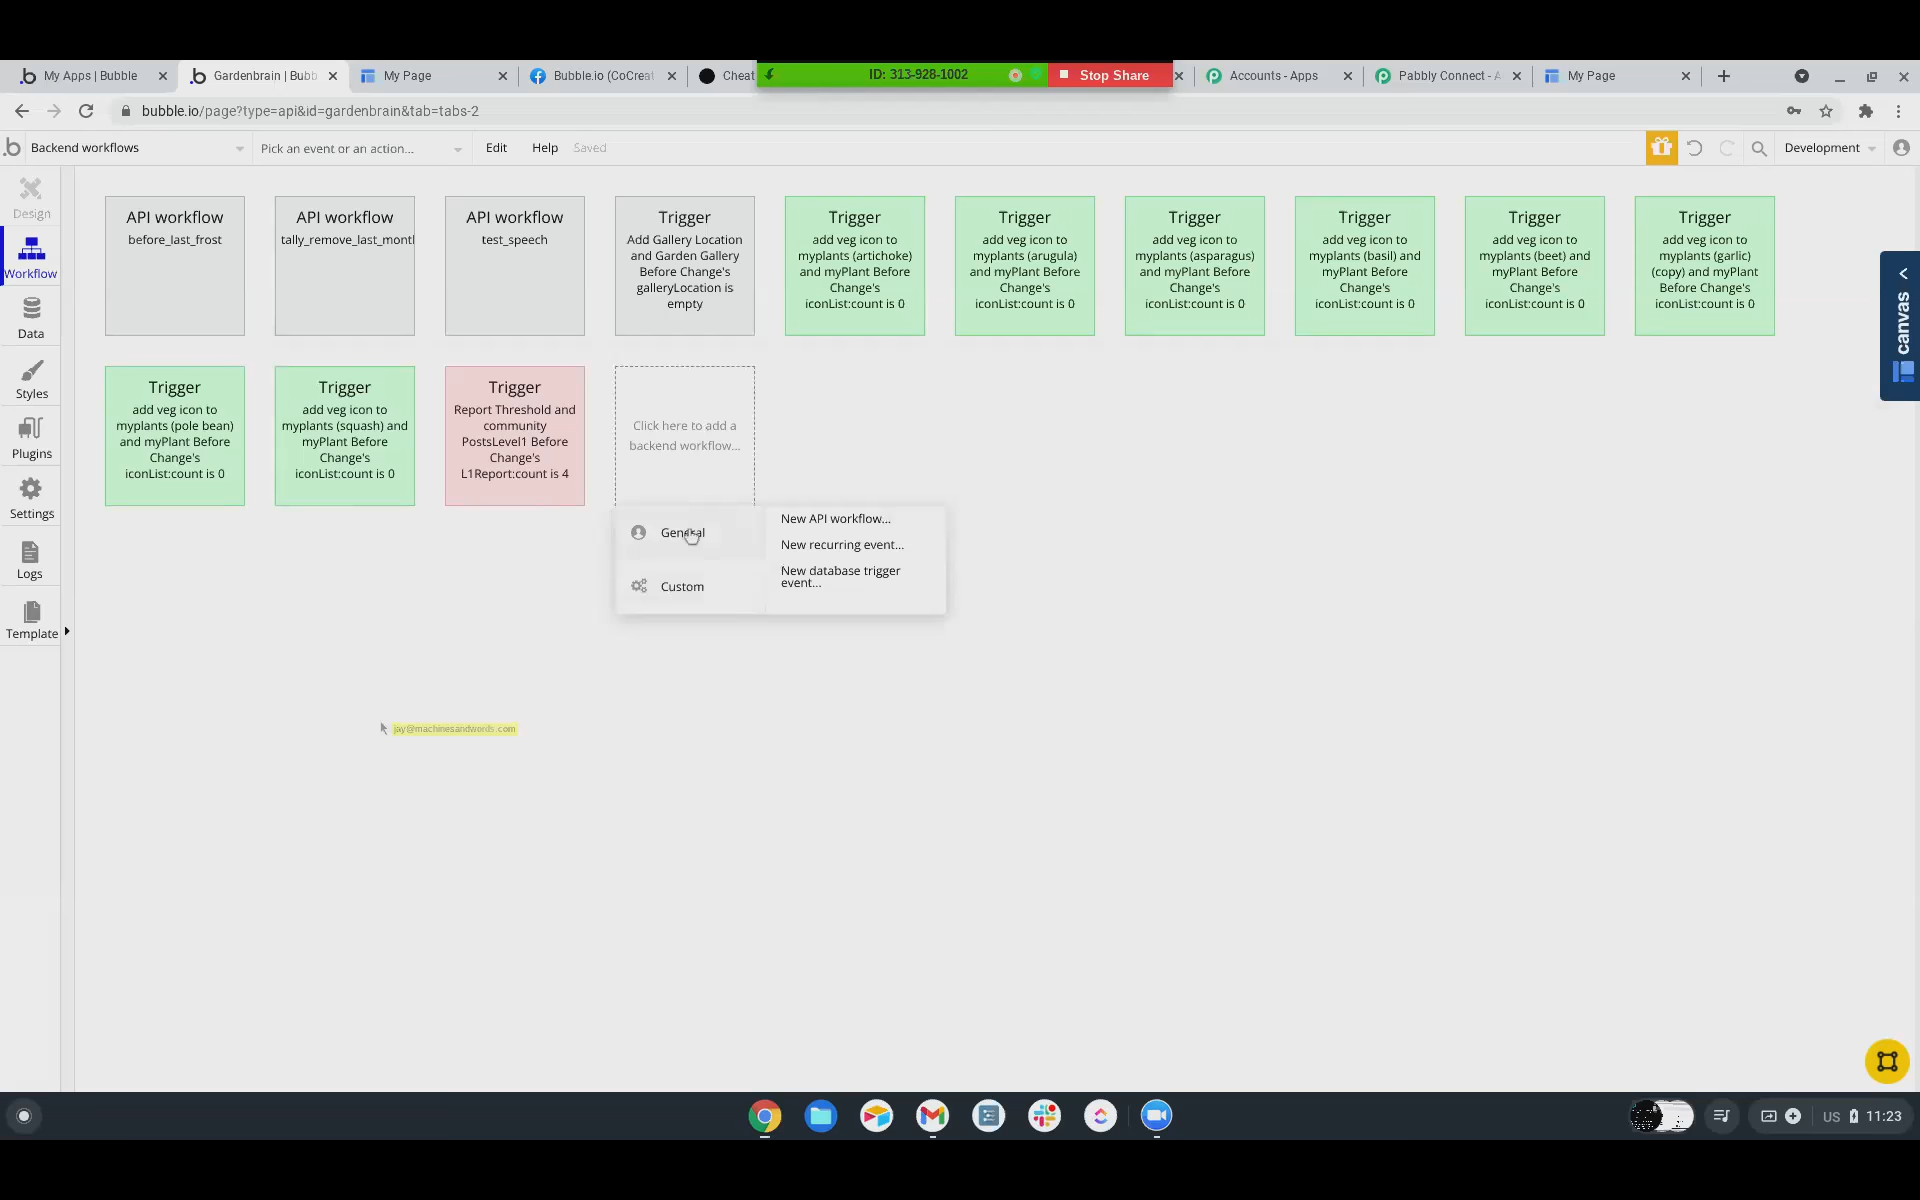 My Apps | Bubble
Gardenbrain | Bubb
My Page
Bubble.io (CoCreat
Cheat
ID: 313-928-1002
Stop Share
Accounts - Apps
Pabbly Connect - A
My Page
bubble.io/page?type=api&id=gardenbrain&tab=tabs-2
Backend workflows
Pick an event or an action...
Edit
Help
Saved
Development
Design
Workflow
Data
Styles
Plugins
Settings
Logs
Template
API workflow
before_last_frost
API workflow
tally_remove_last_mont
API workflow
test_speech
Trigger
Add Gallery Location
and Garden Gallery
Before Change's
galleryLocation is
empty
Trigger
add veg icon to
myplants (artichoke)
and myPlant Before
Change's
iconList:count is 0
Trigger
add veg icon to
myplants (arugula)
and myPlant Before
Change's
iconList:count is 0
Trigger
add veg icon to
myplants (asparagus)
and myPlant Before
Change's
iconList:count is 0
Trigger
add veg icon to
myplants (basil) and
myPlant Before
Change's
iconList:count is 0
Trigger
add veg icon to
myplants (beet) and
myPlant Before
Change's
iconList:count is 0
Trigger
add veg icon to
myplants (garlic)
(copy) and myPlant
Before Change's
iconList:count is 0
Trigger
add veg icon to
myplants (pole bean)
and myPlant Before
Change's
iconList:count is 0
Trigger
add veg icon to
myplants (squash) and
myPlant Before
Change's
iconList:count is 0
Trigger
Report Threshold and
community
PostsLevel1 Before
Change's
L1Report:count is 4
Click here to add a
backend workflow...
General
Custom
New API workflow...
New recurring event...
New database trigger
event...
jay@machinesandwords.com
canvas
US
11:23